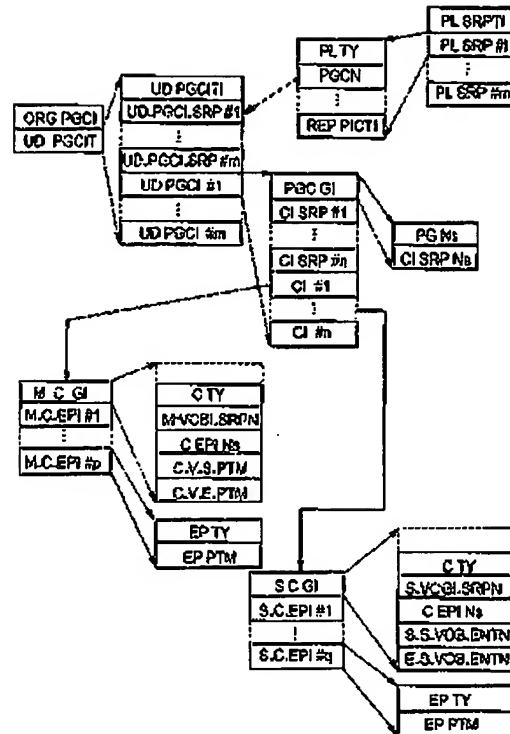 PL SRPTI
PL SRP #1
PL SRP #m
PL TY
PGCN
REP PICTI
UD PGCITI
UD.PGCI.SRP #1
UD.PGCI.SRP #m
UD PGCI #1
UD PGCI #m
ORG PGCI
UD PGCIT
PGC GI
CI SRP #1
CI SRP #n
CI #1
CI #n
PG Ns
CI SRP Ns
M C GI
M.C.EPI #1
M.C.EPI #p
C TY
M.VOBI.SRPN
C EPI Ns
C.V.S.PTM
C.V.E.PTM
EP TY
EP PTM
S C GI
S.C.EPI #1
S.C.EPI #q
C TY
S.VOGI.SRPN
C EPI Ns
S.S.VOB.ENTN
E.S.VOB.ENTN
EP TY
EP PTM